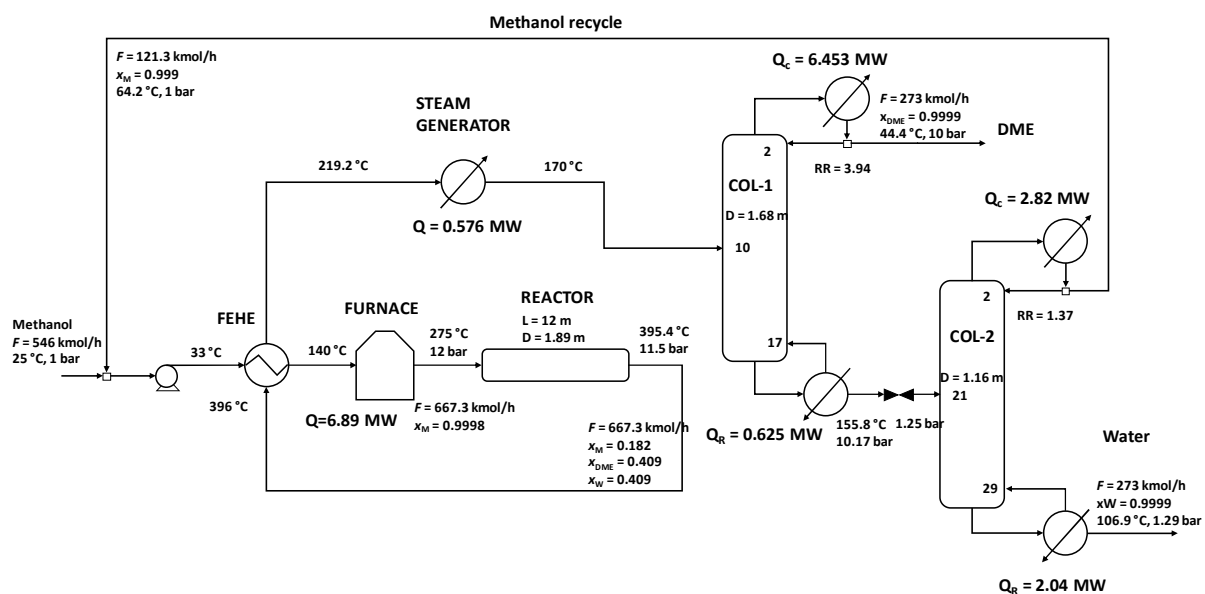 Methanol recycle
F = 121.3 kmol/h
xM = 0.999
64.2 °C, 1 bar
Qc = 6.453 MW
STEAM
GENERATOR
F = 273 kmol/h
xDME = 0.9999
44.4 °C, 10 bar
DME
2
219.2 °C
170 °C
RR = 3.94
COL-1
D = 1.68 m
Qc = 2.82 MW
Q = 0.576 MW
10
2
REACTOR
L = 12 m
D = 1.89 m
FURNACE
FEHE
Methanol
F = 546 kmol/h
25 °C, 1 bar
33 °C
140 °C
275 °C
12 bar
395.4 °C
11.5 bar
17
RR = 1.37
COL-2
D = 1.16 m
21
396 °C
Q=6.89 MW
F = 667.3 kmol/h
xM = 0.9998
F = 667.3 kmol/h
xM = 0.182
xDME = 0.409
xW = 0.409
QR = 0.625 MW
155.8 °C
10.17 bar
1.25 bar
Water
29
F = 273 kmol/h
xW = 0.9999
106.9 °C, 1.29 bar
QR = 2.04 MW